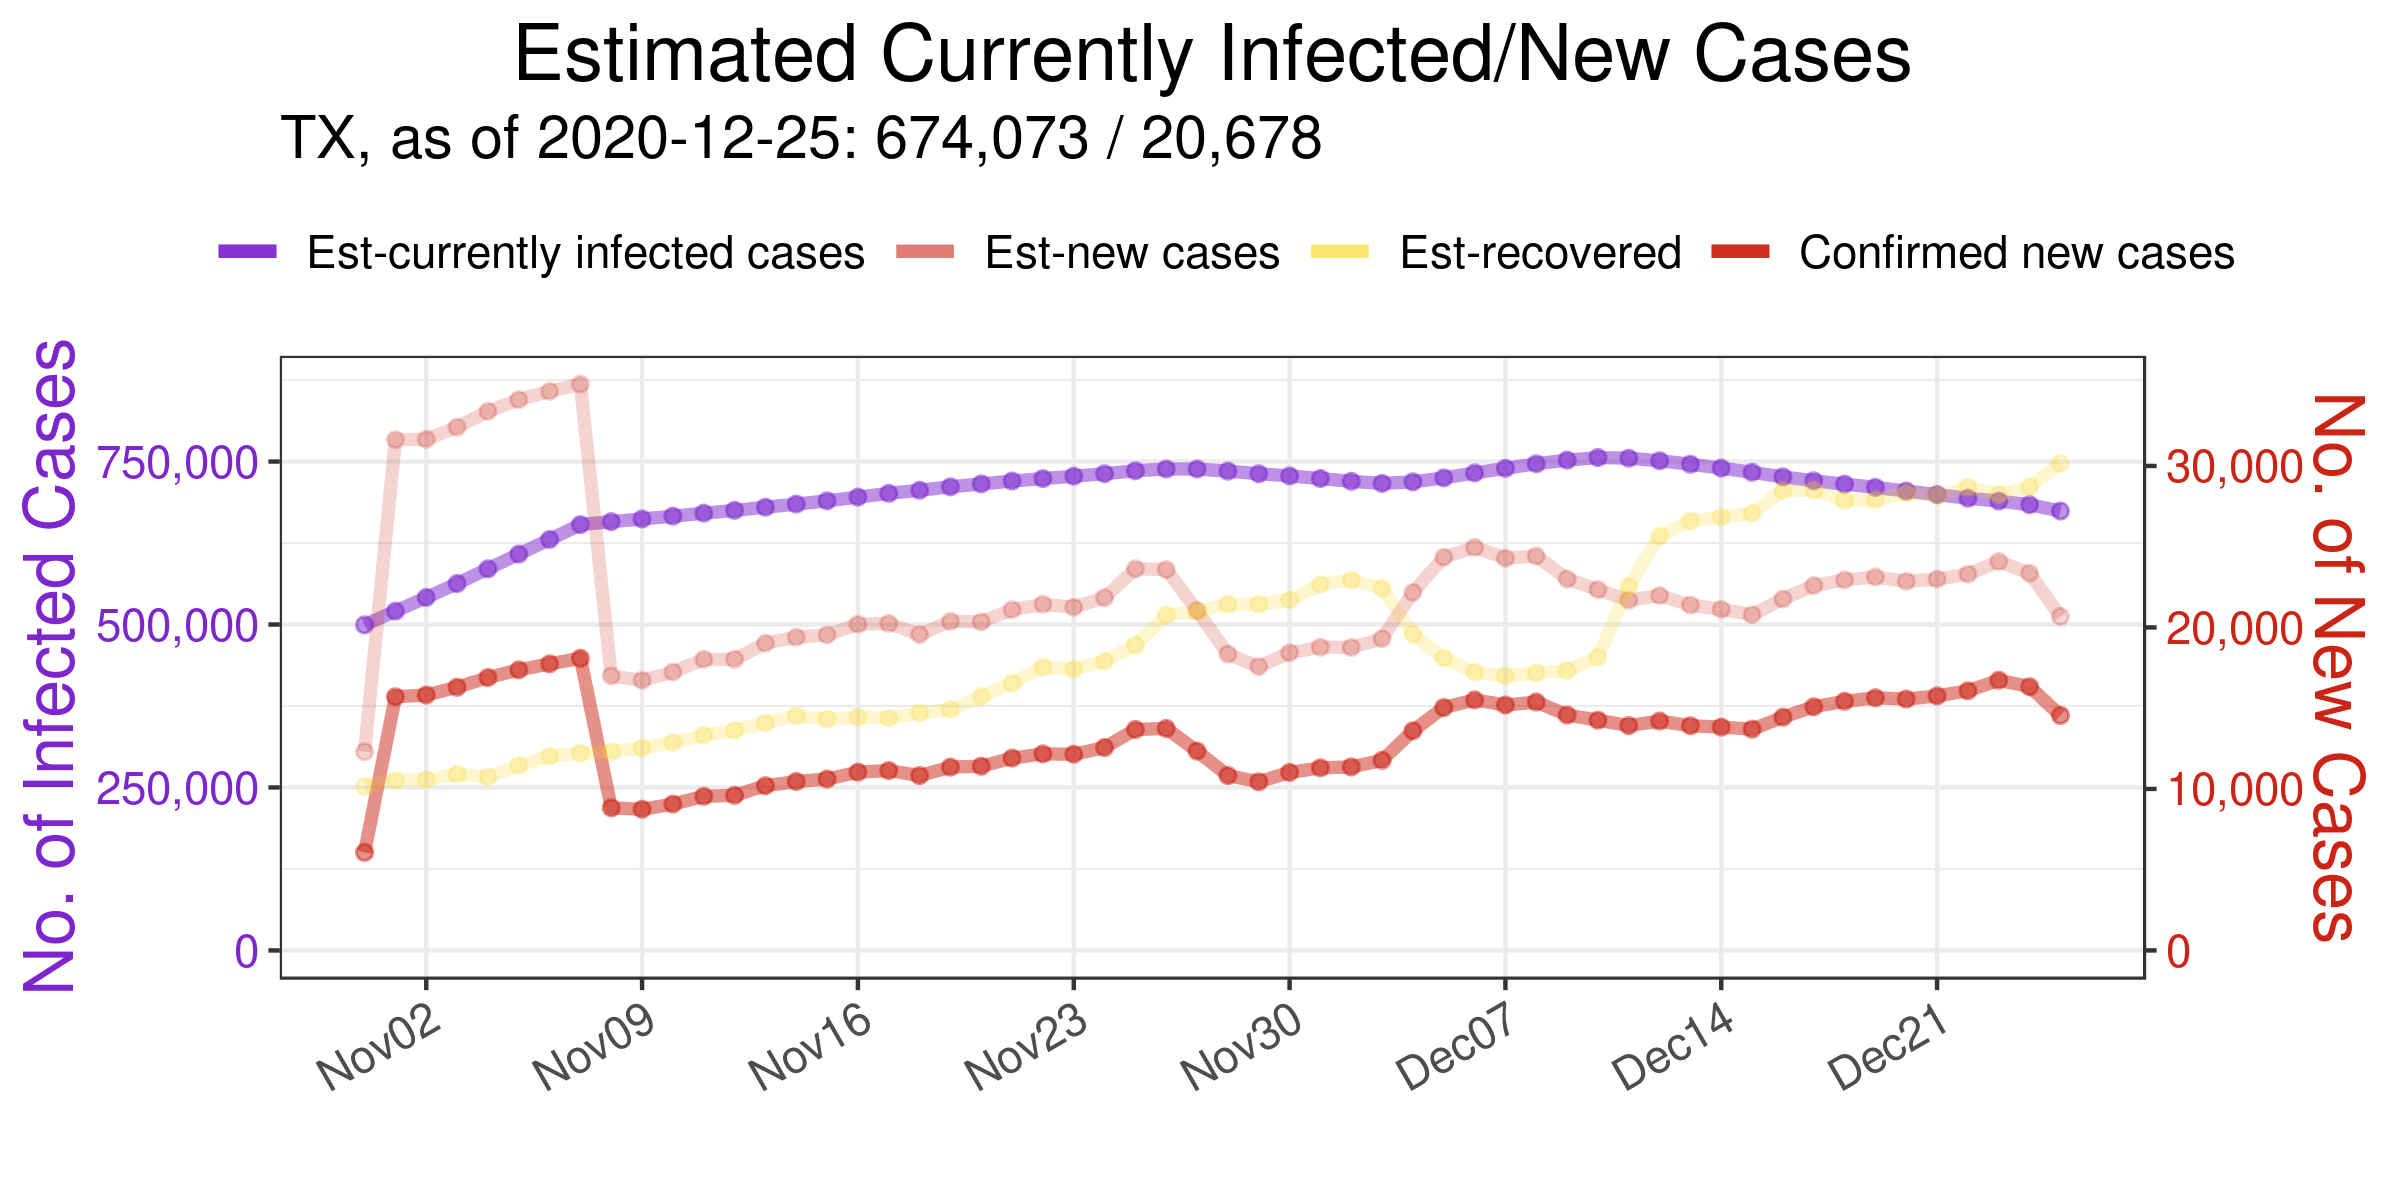 Estimated Currently Infected/New Cases
TX, as of 2020-12-25: 674,073 / 20,678
Est-currently infected cases Est-new cases Est-recovered Confirmed new cases
No. of Infected Cases
750,000
500,000
250,000
0
30,000
20,000
10,000
0
No. of New Cases
Nov02 Nov09 Nov16 Nov23 Nov30 Dec07 Dec14 Dec21